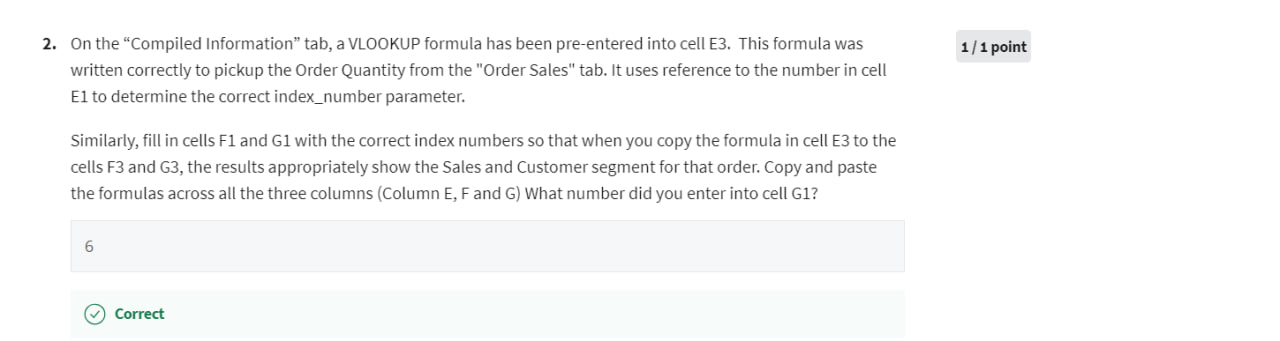 2. On the “Compiled Information” tab, a VLOOKUP formula has been pre-entered into cell E3.  This formula was
1 / 1 point
written correctly to pickup the Order Quantity from the "Order Sales" tab. It uses reference to the number in cell
E1 to determine the correct index_number parameter.
Similarly, fill in cells F1 and G1 with the correct index numbers so that when you copy the formula in cell E3 to the
cells F3 and G3, the results appropriately show the Sales and Customer segment for that order. Copy and paste
the formulas across all the three columns (Column E, F and G) What number did you enter into cell G1?
6
Correct